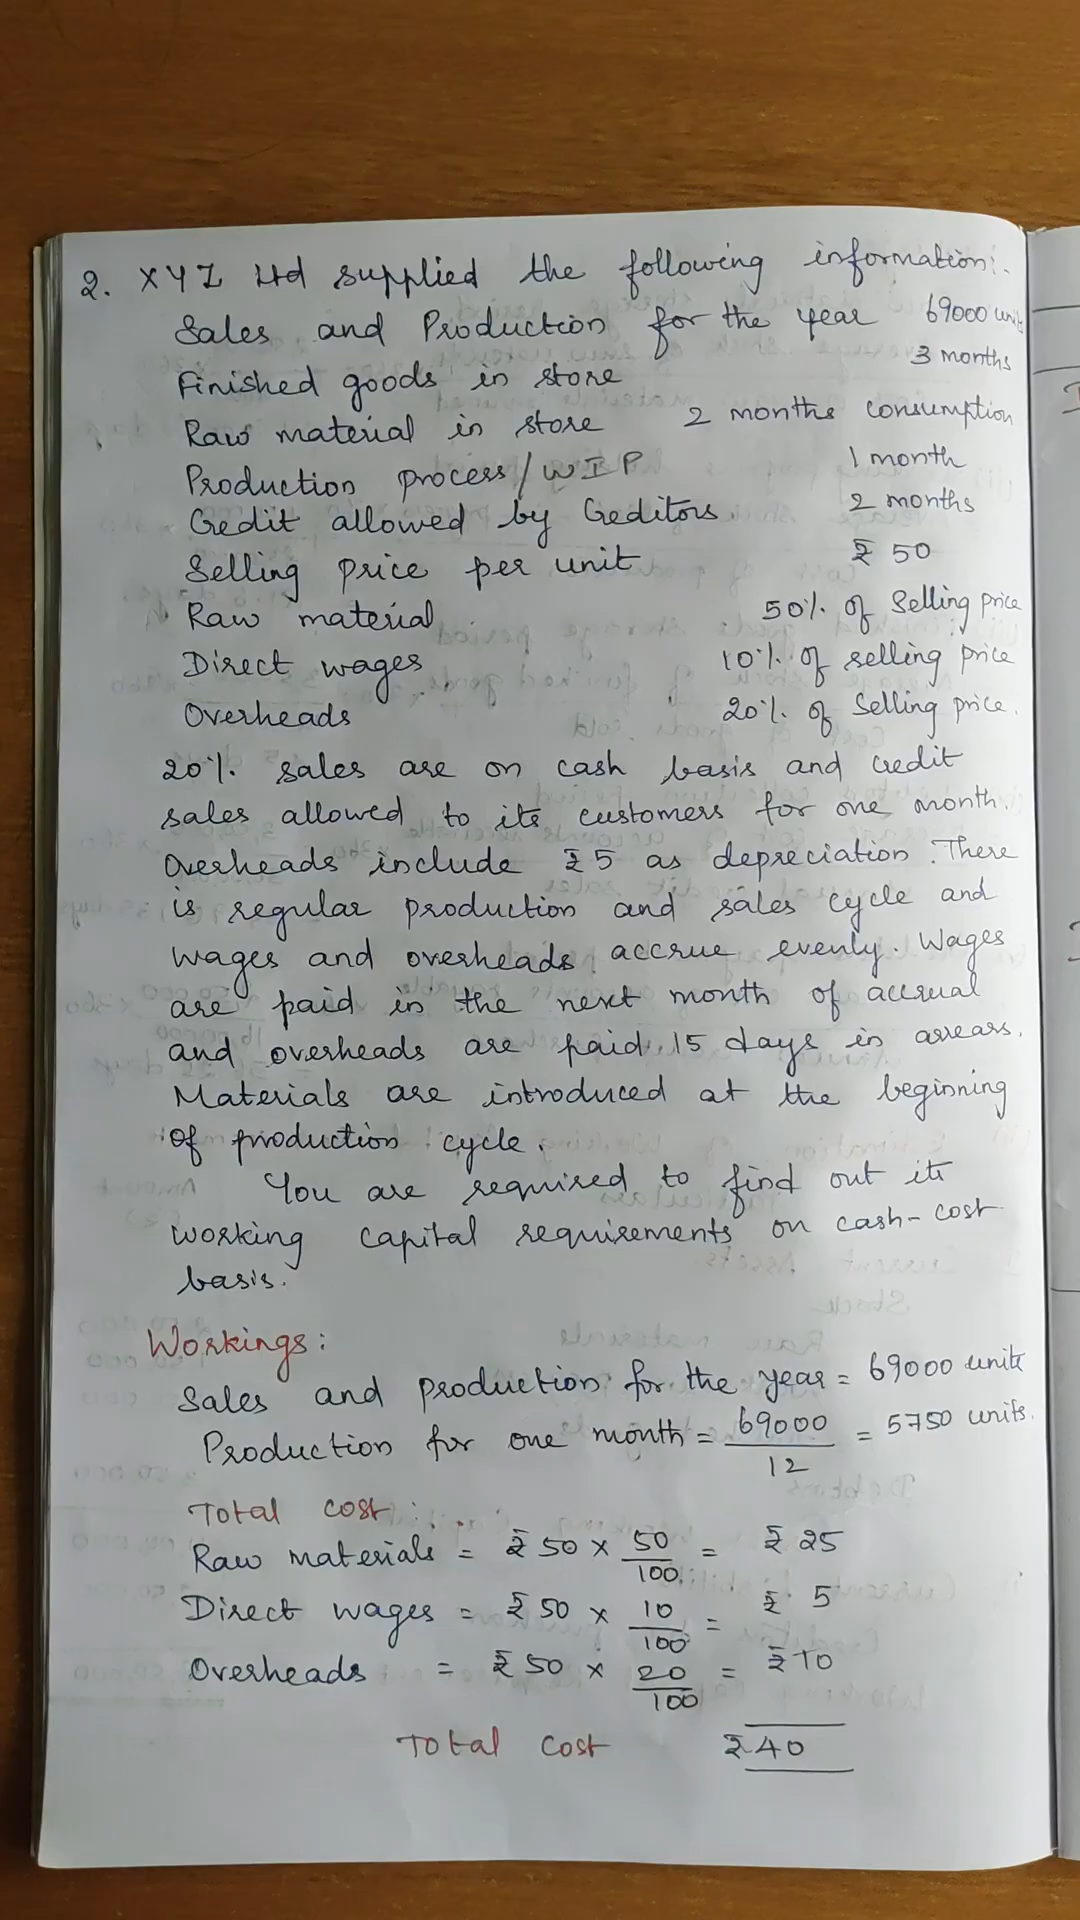 2. XYZ Ltd supplied the following information:-
Sales and Production for the year 69000 units
Finished goods in store 3 months
Raw material in store 2 months consumption
Production process / WIP 1 month
Credit allowed by Creditors 2 months
Selling price per unit ₹ 50
Raw material 50% of Selling price
Direct wages 10% of selling price
Overheads 20% of Selling price.
20% sales are on cash basis and credit
sales allowed to its customers for one month.
Overheads include ₹5 as depreciation. There
is regular production and sales cycle and
wages and overheads accrue evenly. Wages
are paid in the next month of accrual
and overheads are paid 15 days in arrears.
Materials are introduced at the beginning
of production cycle.
You are required to find out its
working capital requirements on cash-cost
basis.
Workings:
Sales and production for the year = 69000 units
Production for one month = 69000/12 = 5750 units.
Total cost:
Raw materials = ₹50 × 50/100 = ₹ 25
Direct wages = ₹50 × 10/100 = ₹ 5
Overheads = ₹50 × 20/100 = ₹10
Total Cost ₹40